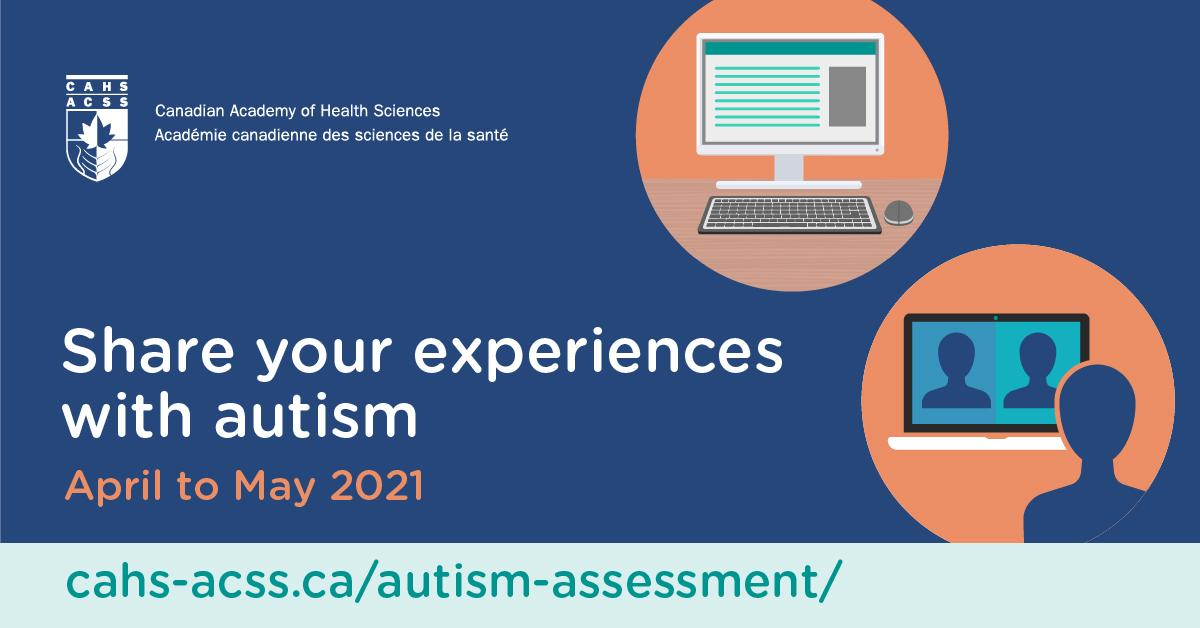 CAHS
ACSS
Canadian Academy of Health Sciences
Académie canadienne des sciences de la santé
Share your experiences
with autism
April to May 2021
cahs-acss.ca/autism-assessment/